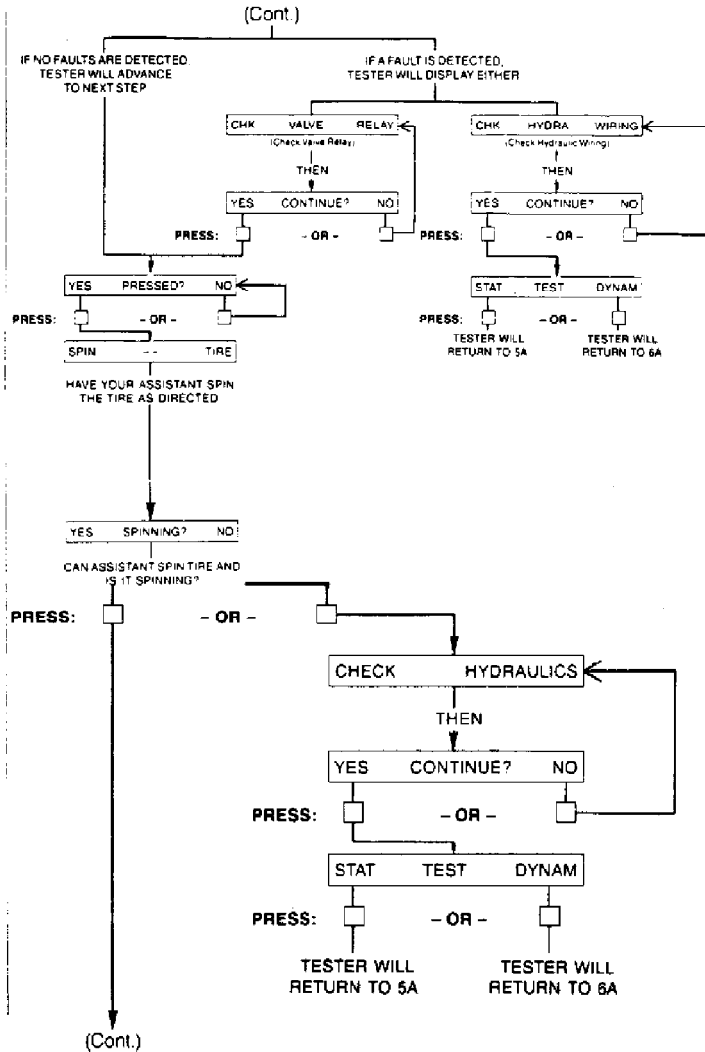 (Cont.)
IF NO FAULTS ARE DETECTED,
TESTER WILL ADVANCE
TO NEXT STEP
IF A FAULT IS DETECTED,
TESTER WILL DISPLAY EITHER
CHK VALVE RELAY
(Check Valve Relay)
THEN
YES CONTINUE? NO
PRESS: – OR –
CHK HYDRA WIRING
(Check Hydraulic Wiring)
THEN
YES CONTINUE? NO
PRESS: – OR –
STAT TEST DYNAM
PRESS: – OR –
TESTER WILL
RETURN TO 5A
TESTER WILL
RETURN TO 6A
YES PRESSED? NO
PRESS: – OR –
SPIN -- TIRE
HAVE YOUR ASSISTANT SPIN
THE TIRE AS DIRECTED
YES SPINNING? NO
CAN ASSISTANT SPIN TIRE AND
IS IT SPINNING?
PRESS: – OR –
CHECK HYDRAULICS
THEN
YES CONTINUE? NO
PRESS: – OR –
STAT TEST DYNAM
PRESS: – OR –
TESTER WILL
RETURN TO 5A
TESTER WILL
RETURN TO 6A
(Cont.)